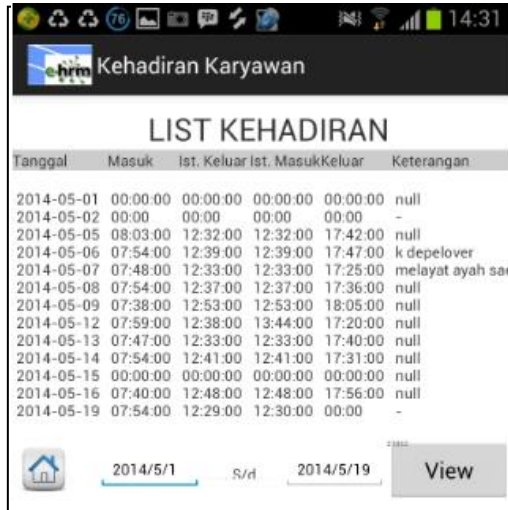 76 14:31
e-hrm Kehadiran Karyawan
LIST KEHADIRAN
Tanggal Masuk Ist. Keluar Ist. MasukKeluar Keterangan
2014-05-01 00:00:00 00:00:00 00:00:00 00:00:00 null
2014-05-02 00:00 00:00 00:00 00:00 -
2014-05-05 08:03:00 12:32:00 12:32:00 17:42:00 null
2014-05-06 07:54:00 12:39:00 12:39:00 17:47:00 k depelover
2014-05-07 07:48:00 12:33:00 12:33:00 17:25:00 melayat ayah sae
2014-05-08 07:54:00 12:37:00 12:37:00 17:36:00 null
2014-05-09 07:38:00 12:53:00 12:53:00 18:05:00 null
2014-05-12 07:59:00 12:38:00 13:44:00 17:20:00 null
2014-05-13 07:47:00 12:33:00 12:33:00 17:40:00 null
2014-05-14 07:54:00 12:41:00 12:41:00 17:31:00 null
2014-05-15 00:00:00 00:00:00 00:00:00 00:00:00 null
2014-05-16 07:40:00 12:48:00 12:48:00 17:56:00 null
2014-05-19 07:54:00 12:29:00 12:30:00 00:00 -
2014/5/1 S/d 2014/5/19 View